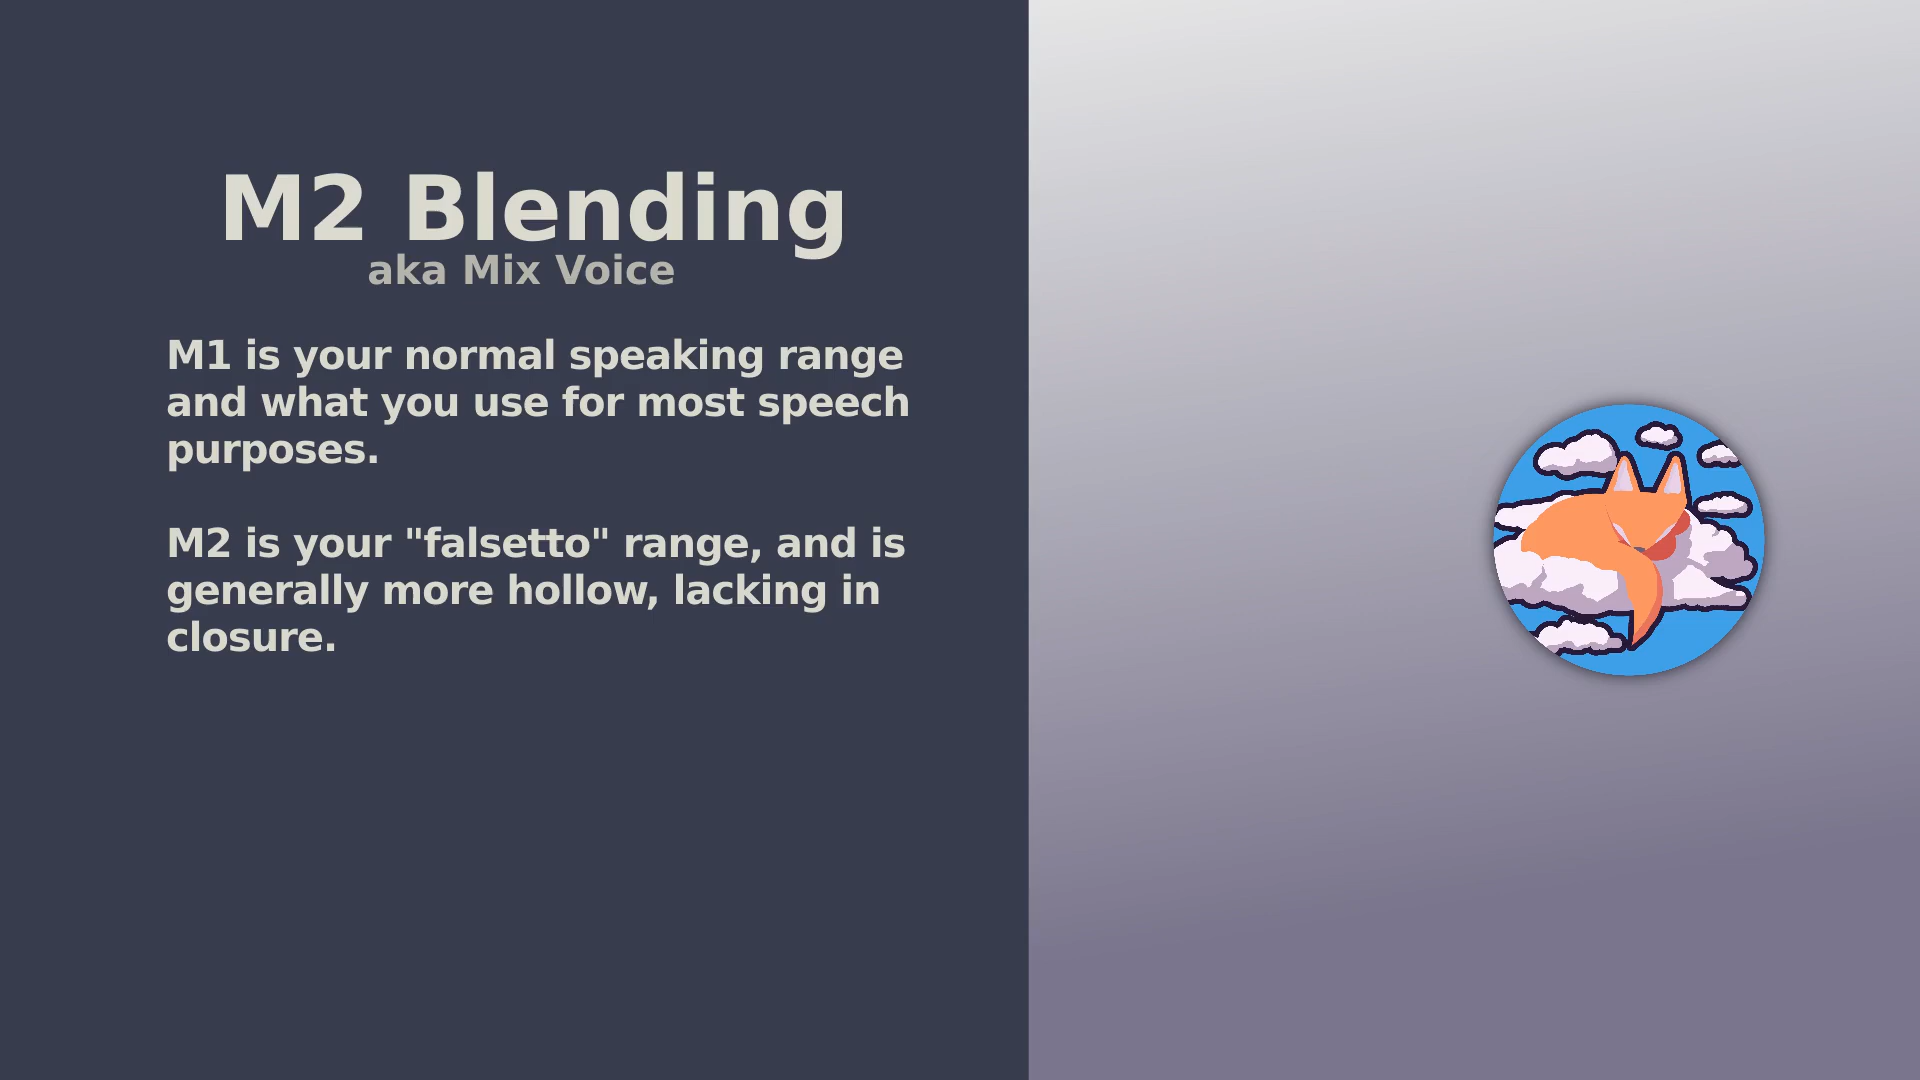 M2 Blending
aka Mix Voice
M1 is your normal speaking range
and what you use for most speech
purposes.
M2 is your "falsetto" range, and is
generally more hollow, lacking in
closure.